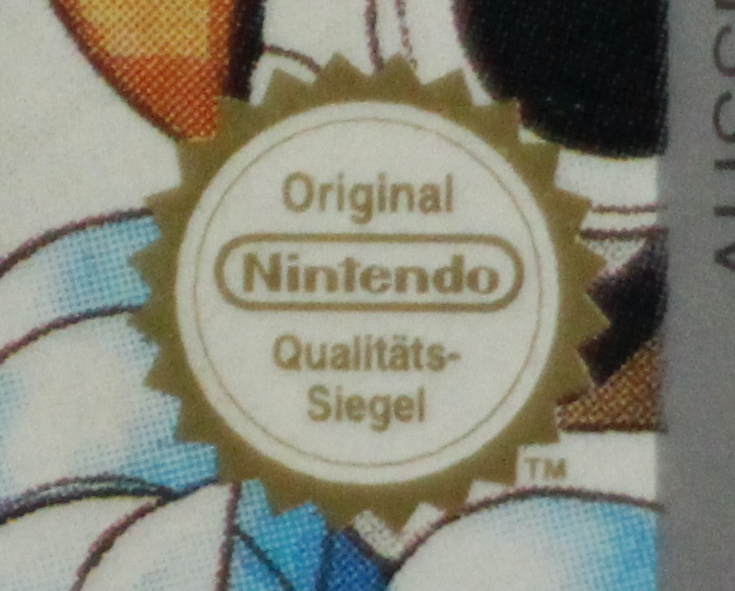 Original
Nintendo
Qualitäts-
Siegel
TM